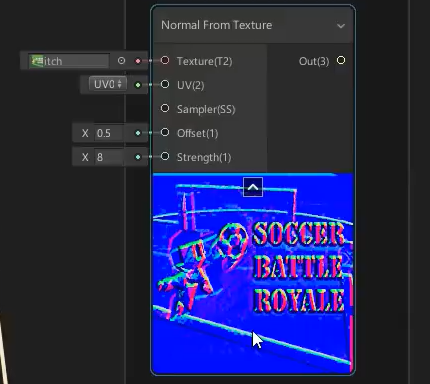 Normal From Texture
itch
Texture(T2)
Out(3)
UV0
UV(2)
Sampler(SS)
X 0.5
Offset(1)
X 8
Strength(1)
SOCCER
BATTLE
ROYALE